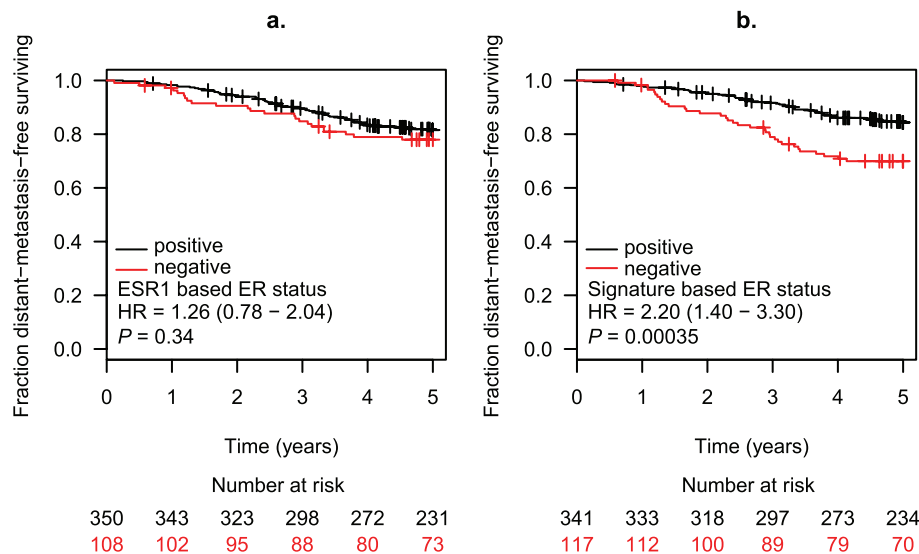 a.
Fraction distant−metastasis−free surviving
1.0
0.8
0.6
0.4
0.2
0.0
positive
negative
ESR1 based ER status
HR = 1.26 (0.78 − 2.04)
P = 0.34
0 1 2 3 4 5
Time (years)
Number at risk
350 343 323 298 272 231
108 102 95 88 80 73
b.
Fraction distant−metastasis−free surviving
1.0
0.8
0.6
0.4
0.2
0.0
positive
negative
Signature based ER status
HR = 2.20 (1.40 − 3.30)
P = 0.00035
0 1 2 3 4 5
Time (years)
Number at risk
341 333 318 297 273 234
117 112 100 89 79 70